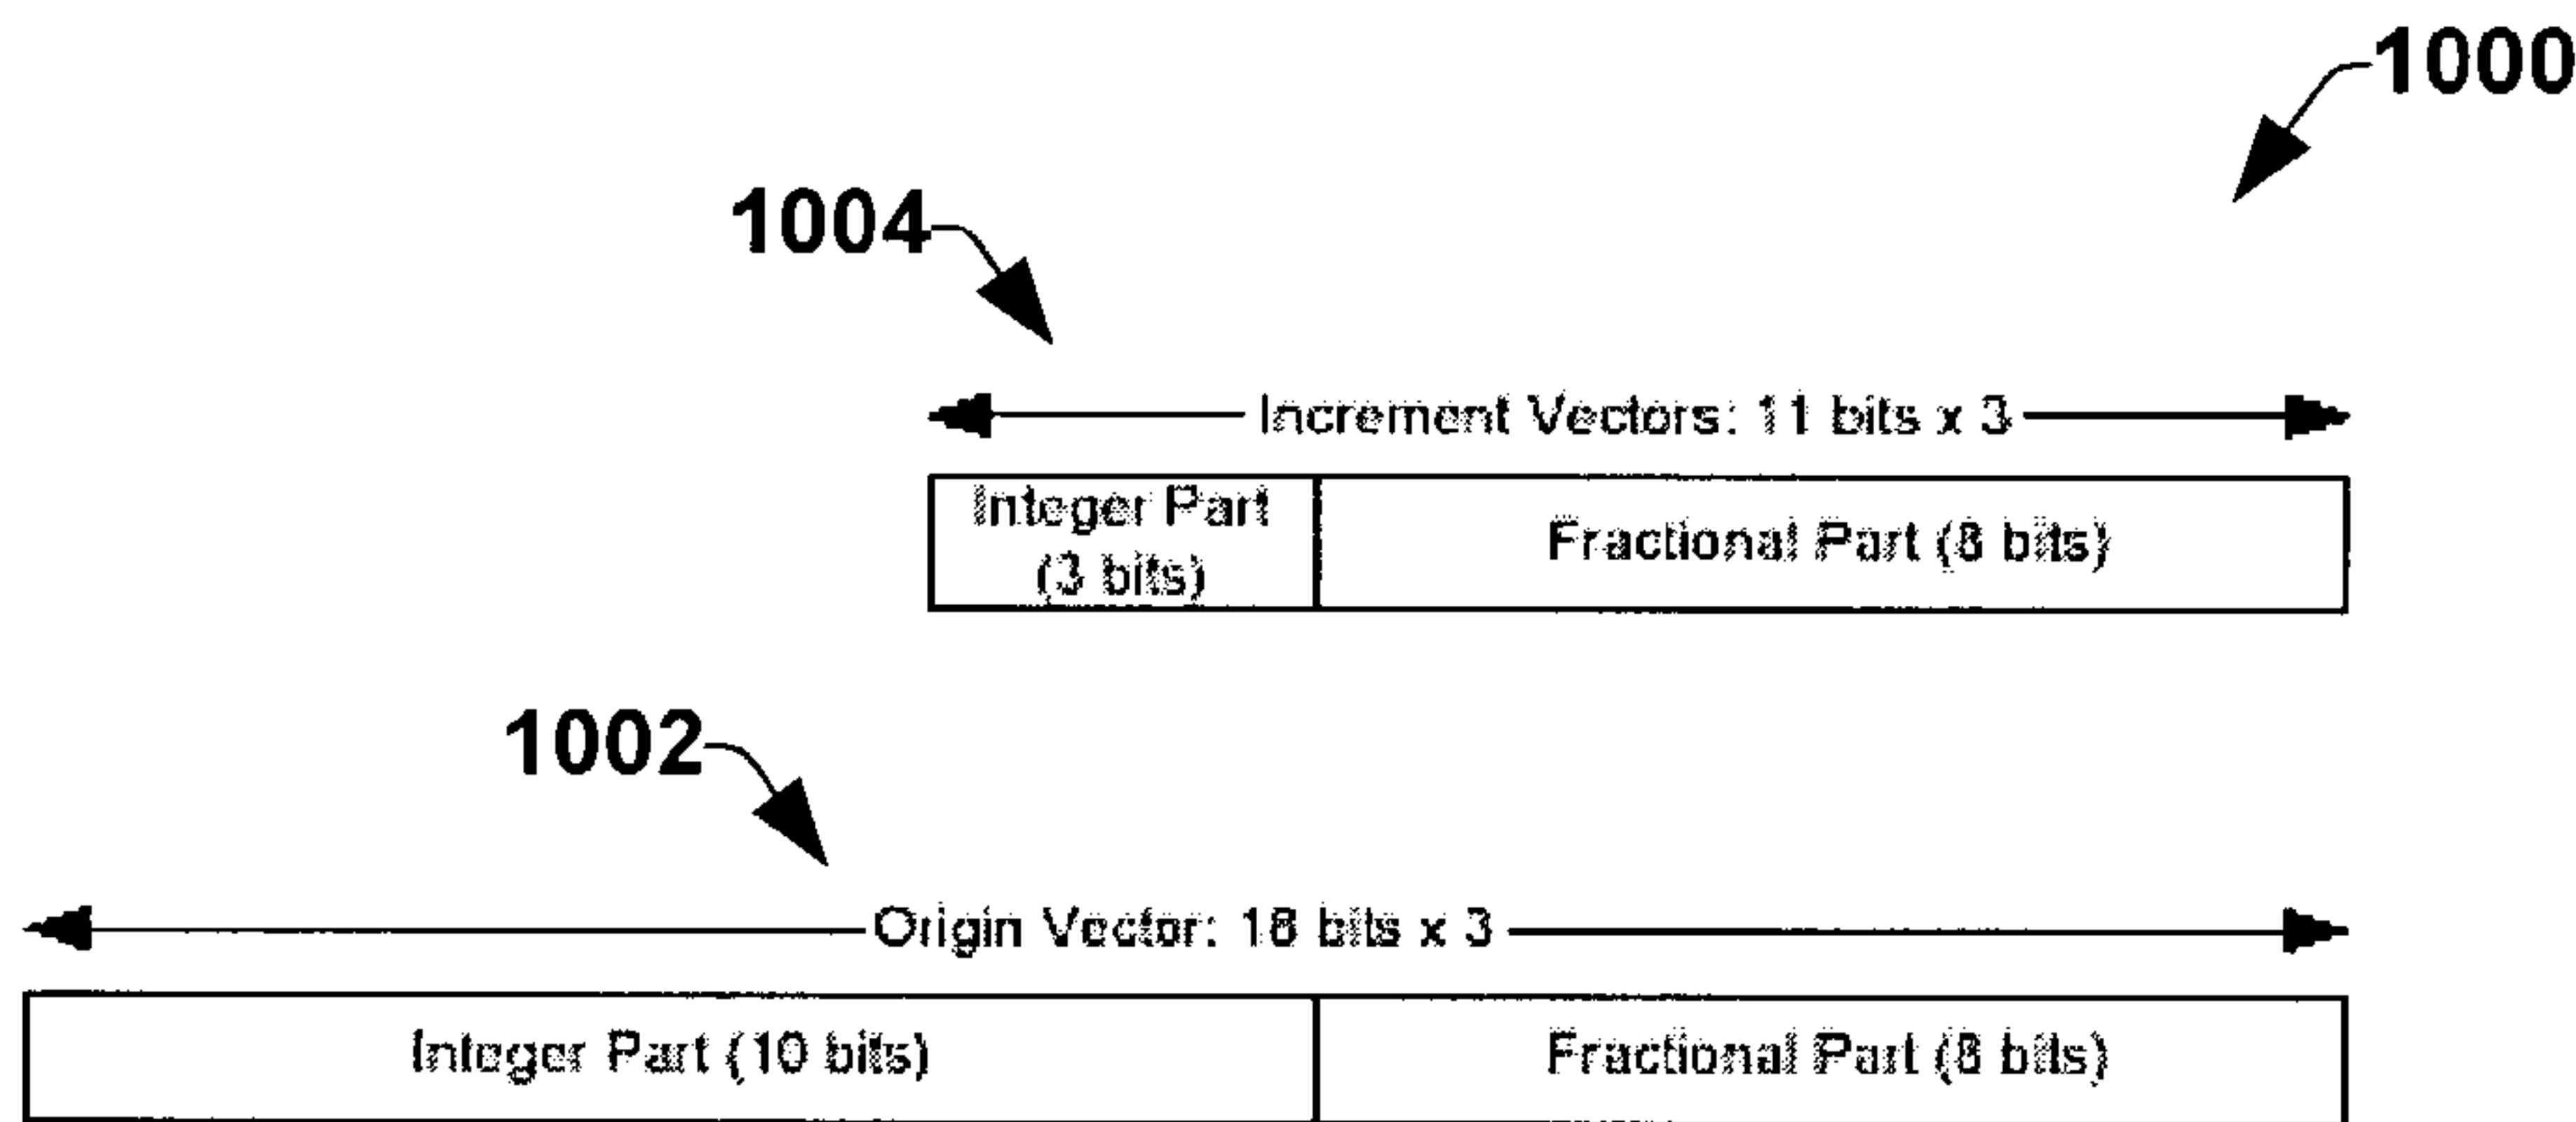 1000
1004
Increment Vectors: 11 bits x 3
Integer Part
(3 bits)
Fractional Part (8 bits)
1002
Origin Vector: 18 bits x 3
Integer Part (10 bits)
Fractional Part (8 bits)